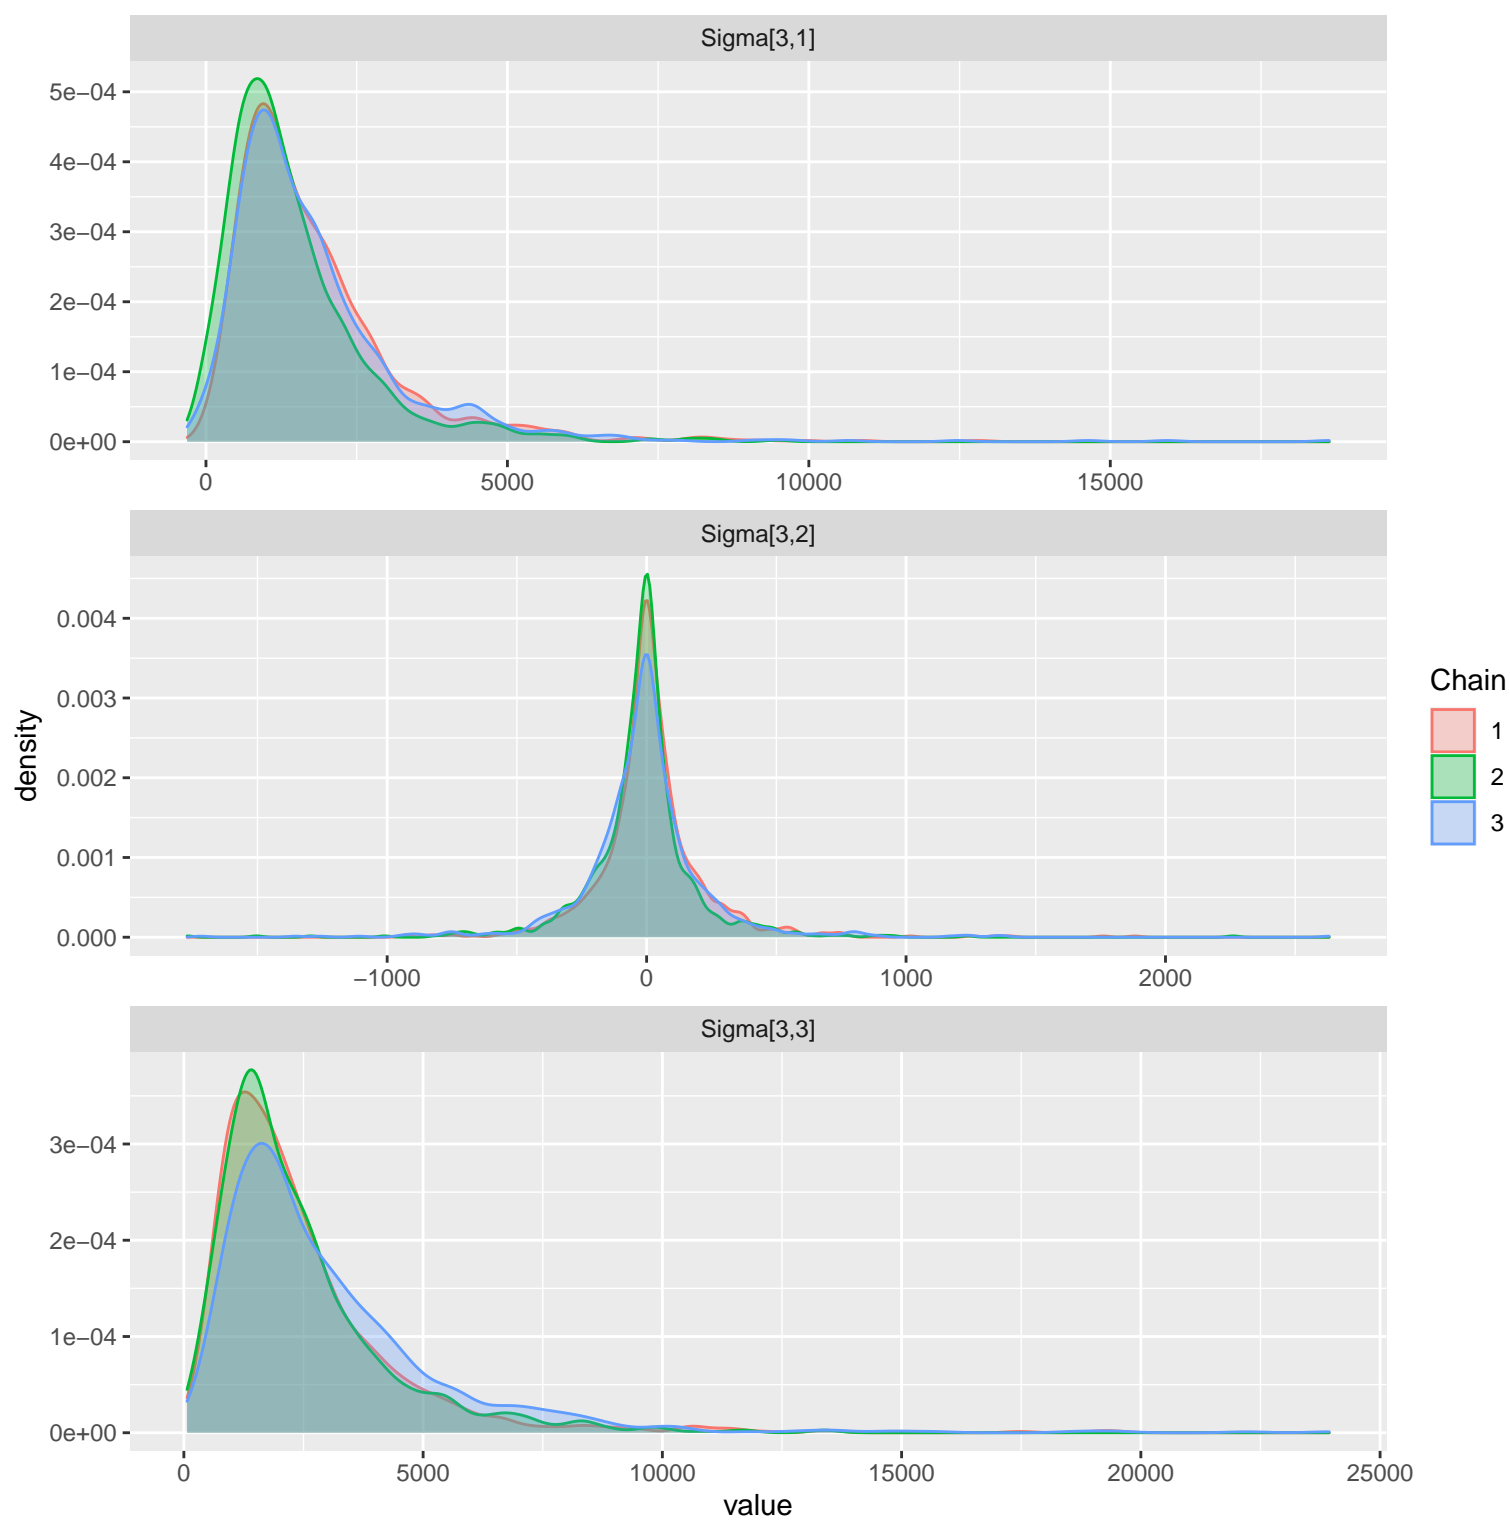 Sigma[3,1]
5e−04
4e−04
3e−04
2e−04
1e−04
0e+00
0 5000 10000 15000
Sigma[3,2]
0.004
0.003
0.002
0.001
0.000
−1000 0 1000 2000
Sigma[3,3]
3e−04
2e−04
1e−04
0e+00
0 5000 10000 15000 20000 25000
value
density
Chain
1
2
3